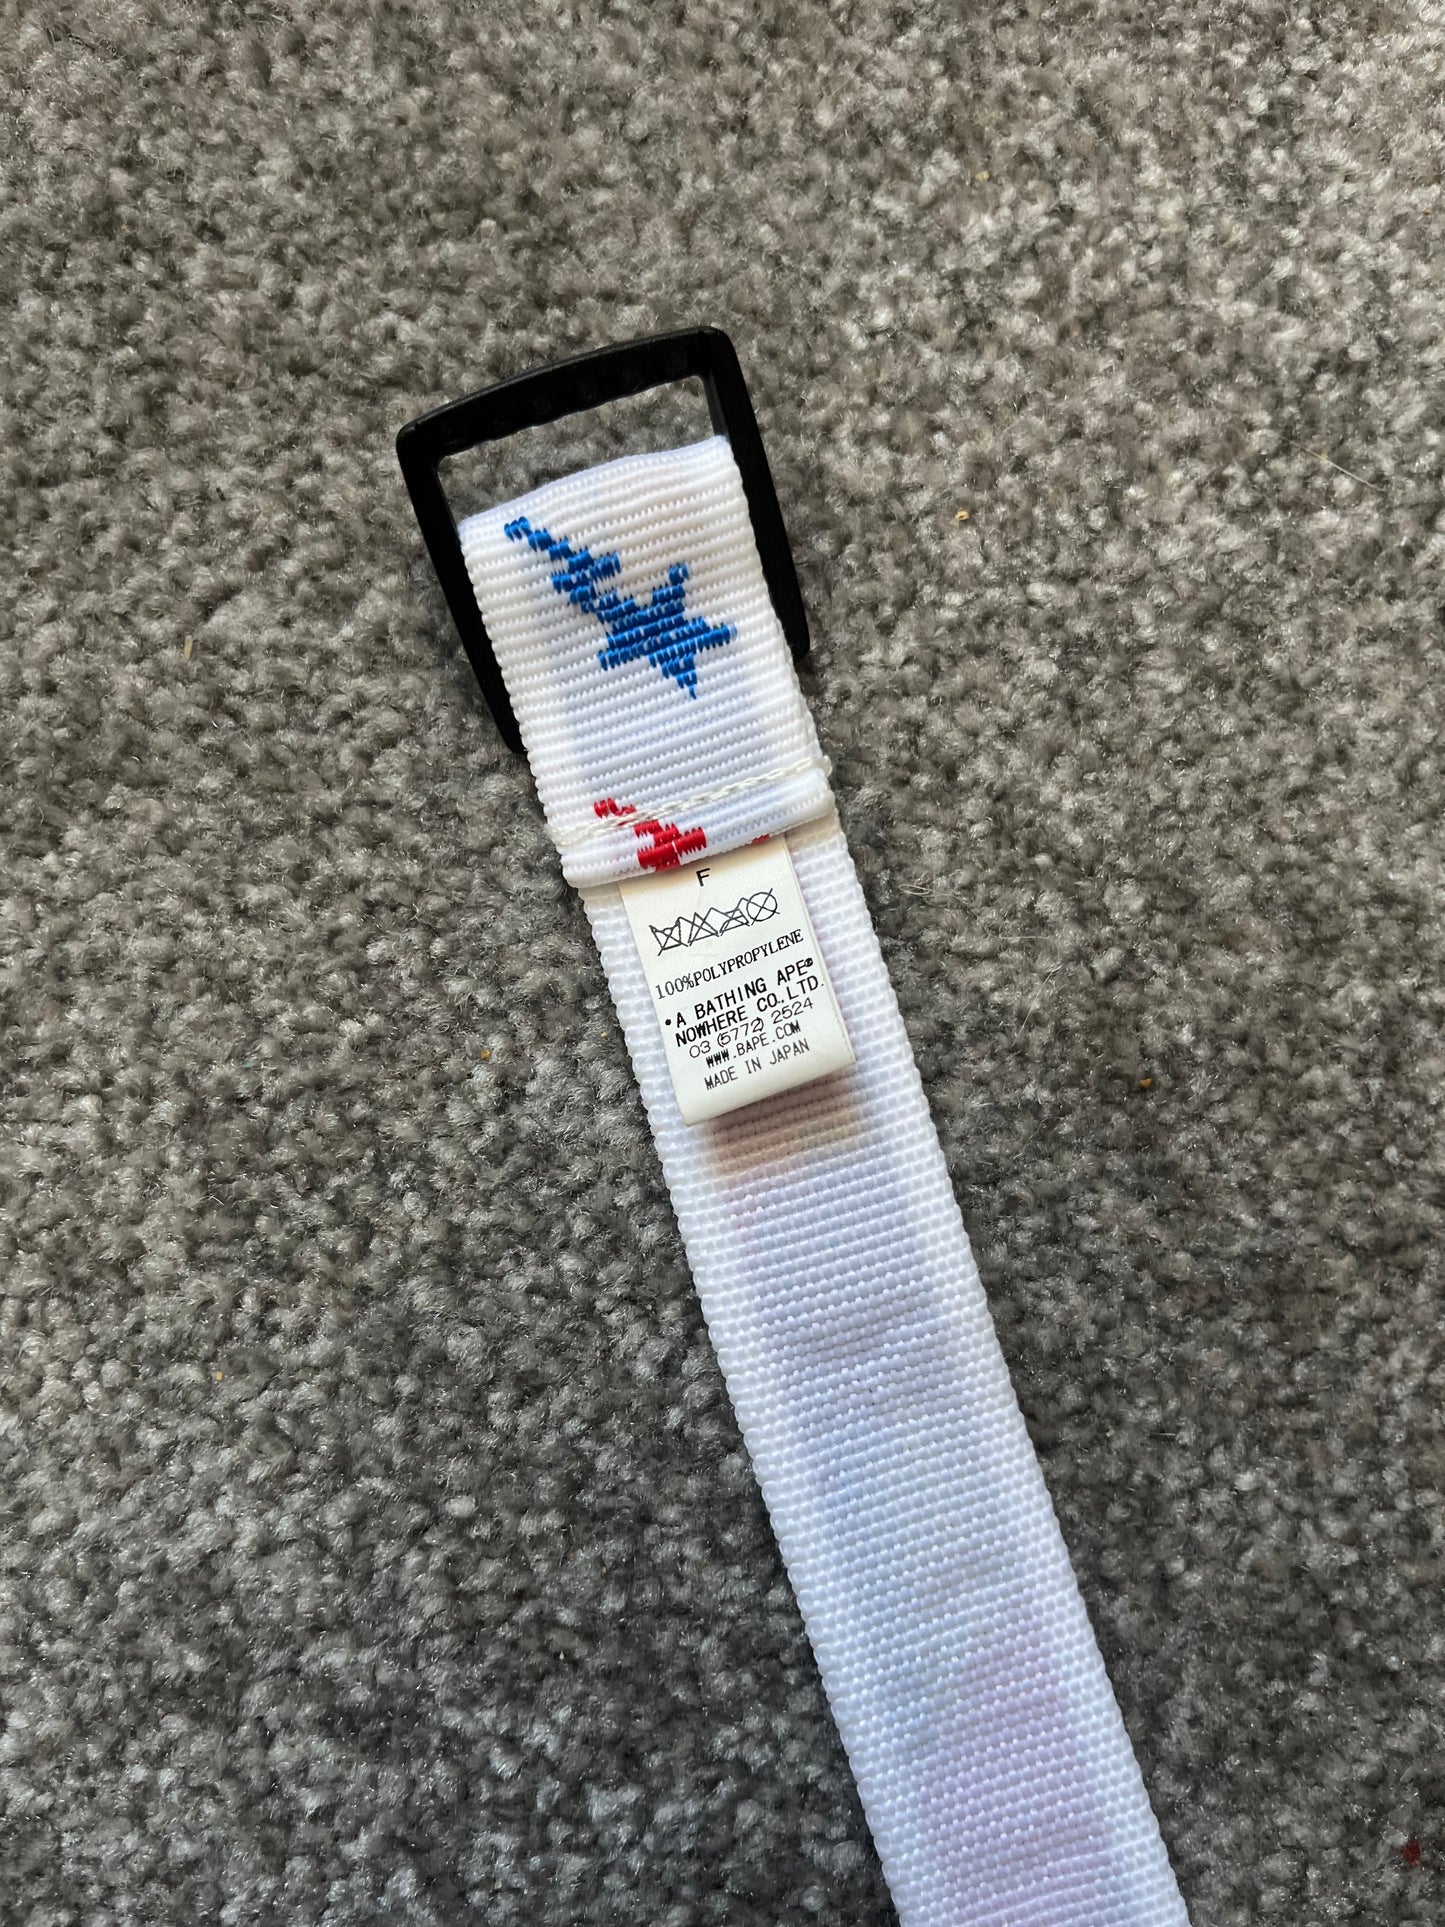 F
100%POLYPROPYLENE
•A BATHING APE®
NOWHERE CO.,LTD.
03 (5772) 2524
WWW.BAPE.COM
MADE IN JAPAN